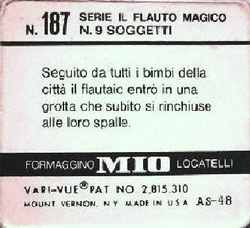 N. 187 SERIE IL FLAUTO MAGICO
N. 9 SOGGETTI
Seguito da tutti i bimbi della
città il flautaio entrò in una
grotta che subito si rinchiuse
alle loro spalle.
FORMAGGINO MIO LOCATELLI
VARI-VUE® PAT NO. 2,815,310
MOUNT VERNON, N.Y. MADE IN U.S.A. AS-48